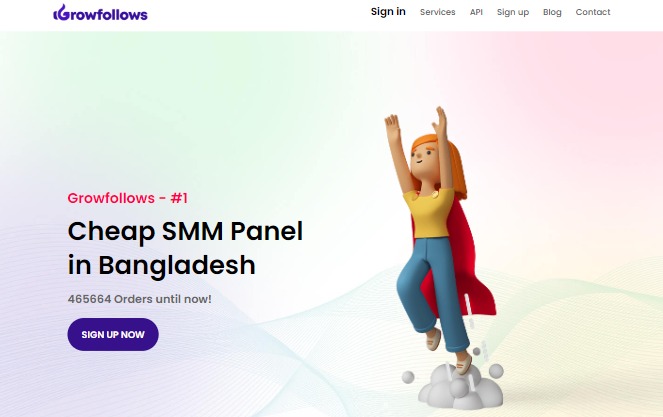 Growfollows
Sign in Services API Sign up Blog Contact
Growfollows - #1
Cheap SMM Panel
in Bangladesh
465664 Orders until now!
SIGN UP NOW